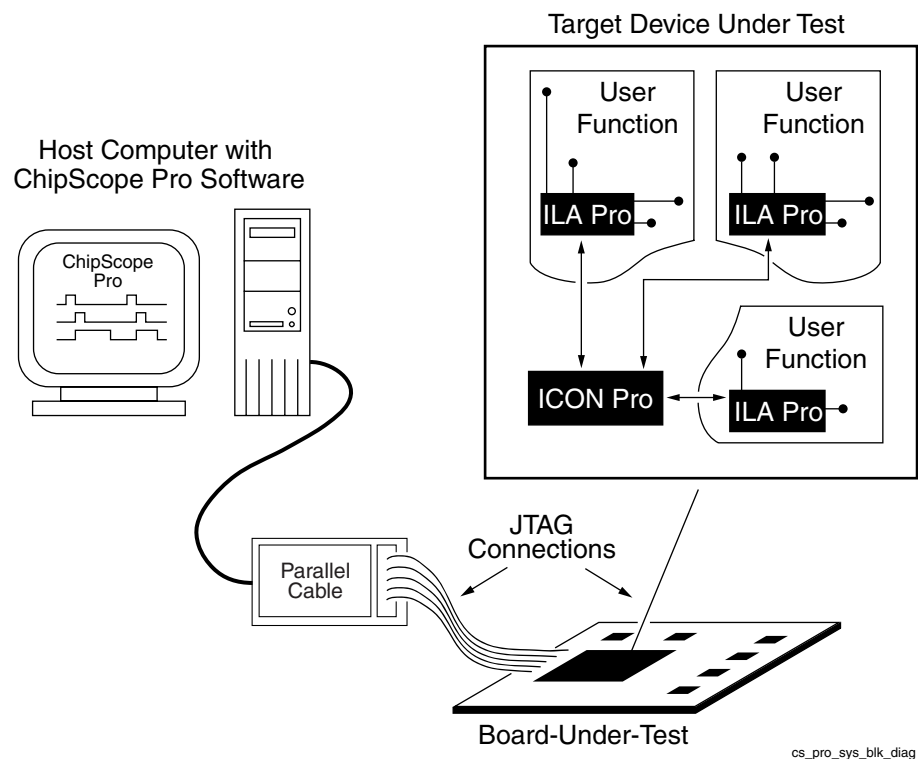 Target Device Under Test
User
Function
ILA Pro
User
Function
ILA Pro
User
Function
ILA Pro
ICON Pro
Host Computer with
ChipScope Pro Software
ChipScope
Pro
JTAG
Connections
Parallel
Cable
Board-Under-Test
cs_pro_sys_blk_diag